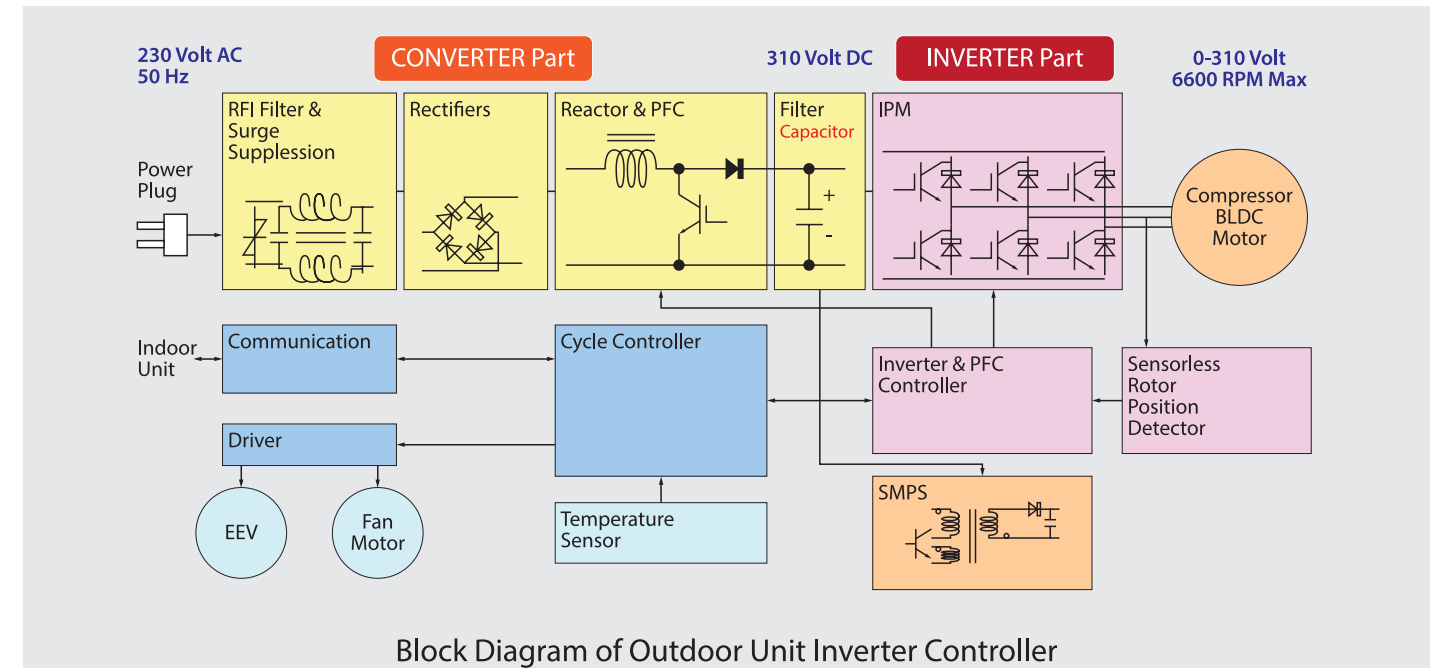 230 Volt AC
50 Hz
CONVERTER Part
310 Volt DC
INVERTER Part
0-310 Volt
6600 RPM Max
RFI Filter &
Surge
Supplession
Rectifiers
Reactor & PFC
Filter
Capacitor
IPM
Power
Plug
+
-
Compressor
BLDC
Motor
Indoor
Unit
Communication
Cycle Controller
Inverter & PFC
Controller
Sensorless
Rotor
Position
Detector
Driver
EEV
Fan
Motor
Temperature
Sensor
SMPS
Block Diagram of Outdoor Unit Inverter Controller